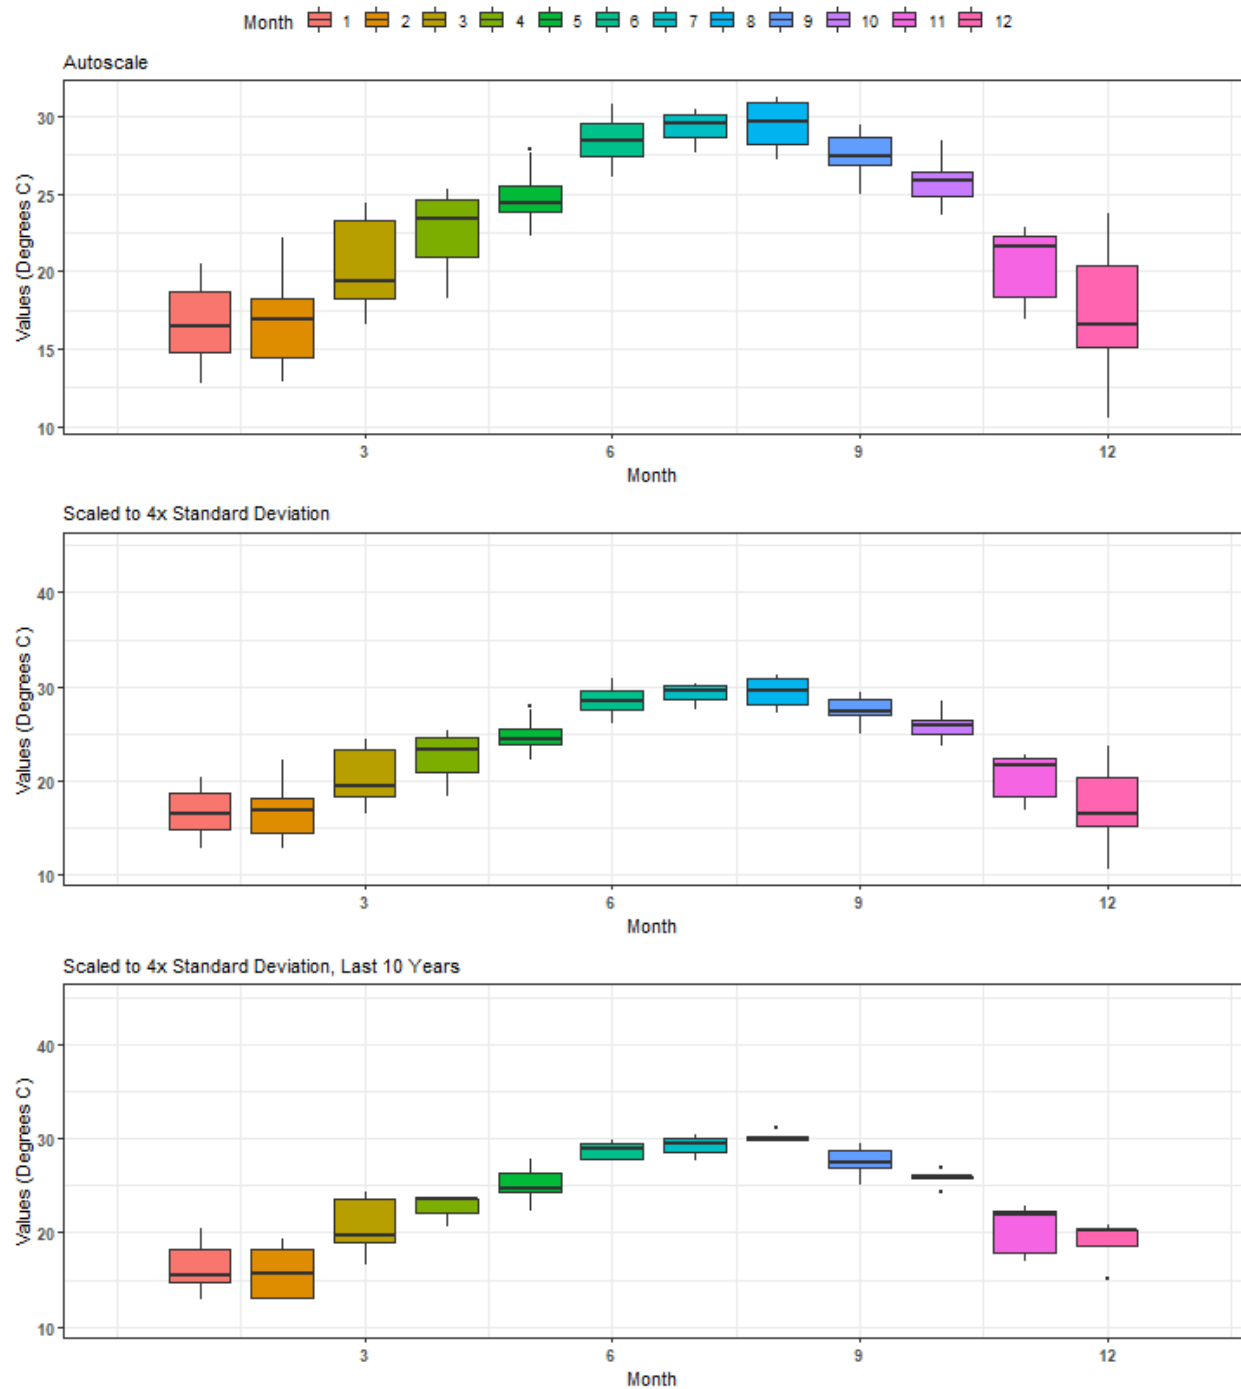 Month 1 2 3 4 5 6 7 8 9 10 11 12
Autoscale
Values (Degrees C)
30
25
20
15
10
3 6 9 12
Month
Scaled to 4x Standard Deviation
Values (Degrees C)
40
30
20
10
3 6 9 12
Month
Scaled to 4x Standard Deviation, Last 10 Years
Values (Degrees C)
40
30
20
10
3 6 9 12
Month